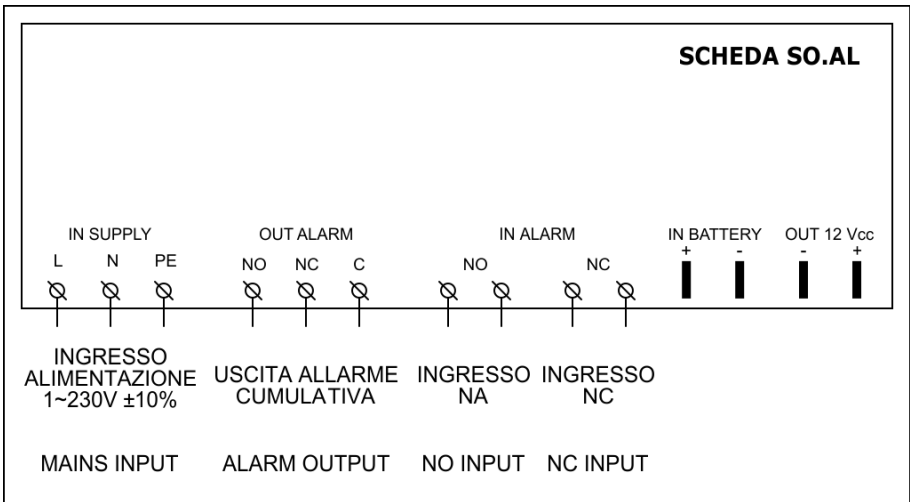 SCHEDA SO.AL
IN SUPPLY
OUT ALARM
IN ALARM
IN BATTERY
OUT 12 Vcc
L N PE
NO NC C
NO
NC
+ -
- +
INGRESSO
ALIMENTAZIONE
1~230V ±10%
USCITA ALLARME
CUMULATIVA
INGRESSO
NA
INGRESSO
NC
MAINS INPUT
ALARM OUTPUT
NO INPUT
NC INPUT